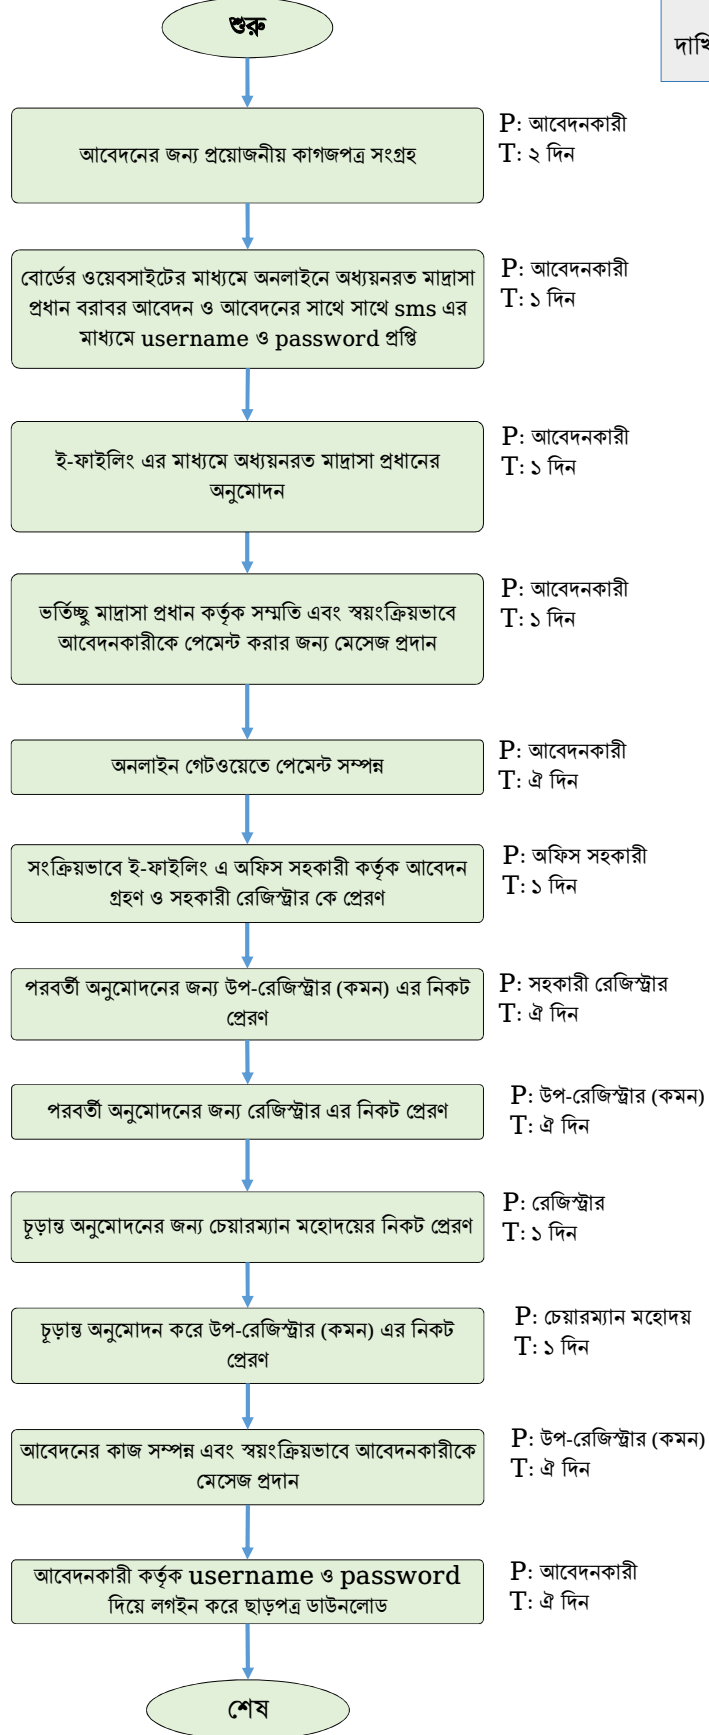 শুরু
দাখি
আবেদনের জন্য প্রয়োজনীয় কাগজপত্র সংগ্রহ
P: আবেদনকারী
T: ২ দিন
বোর্ডের ওয়েবসাইটের মাধ্যমে অনলাইনে অধ্যয়নরত মাদ্রাসা
প্রধান বরাবর আবেদন ও আবেদনের সাথে সাথে sms এর
মাধ্যমে username ও password প্রপ্তি
P: আবেদনকারী
T: ১ দিন
ই-ফাইলিং এর মাধ্যমে অধ্যয়নরত মাদ্রাসা প্রধানের
অনুমোদন
P: আবেদনকারী
T: ১ দিন
ভর্তিচ্ছু মাদ্রাসা প্রধান কর্তৃক সম্মতি এবং স্বয়ংক্রিয়ভাবে
আবেদনকারীকে পেমেন্ট করার জন্য মেসেজ প্রদান
P: আবেদনকারী
T: ১ দিন
অনলাইন গেটওয়েতে পেমেন্ট সম্পন্ন
P: আবেদনকারী
T: ঐ দিন
সংক্রিয়ভাবে ই-ফাইলিং এ অফিস সহকারী কর্তৃক আবেদন
গ্রহণ ও সহকারী রেজিস্ট্রার কে প্রেরণ
P: অফিস সহকারী
T: ১ দিন
পরবর্তী অনুমোদনের জন্য উপ-রেজিস্ট্রার (কমন) এর নিকট
প্রেরণ
P: সহকারী রেজিস্ট্রার
T: ঐ দিন
পরবর্তী অনুমোদনের জন্য রেজিস্ট্রার এর নিকট প্রেরণ
P: উপ-রেজিস্ট্রার (কমন)
T: ঐ দিন
চূড়ান্ত অনুমোদনের জন্য চেয়ারম্যান মহোদয়ের নিকট প্রেরণ
P: রেজিস্ট্রার
T: ১ দিন
চূড়ান্ত অনুমোদন করে উপ-রেজিস্ট্রার (কমন) এর নিকট
প্রেরণ
P: চেয়ারম্যান মহোদয়
T: ১ দিন
আবেদনের কাজ সম্পন্ন এবং স্বয়ংক্রিয়ভাবে আবেদনকারীকে
মেসেজ প্রদান
P: উপ-রেজিস্ট্রার (কমন)
T: ঐ দিন
আবেদনকারী কর্তৃক username ও password
দিয়ে লগইন করে ছাড়পত্র ডাউনলোড
P: আবেদনকারী
T: ঐ দিন
শেষ